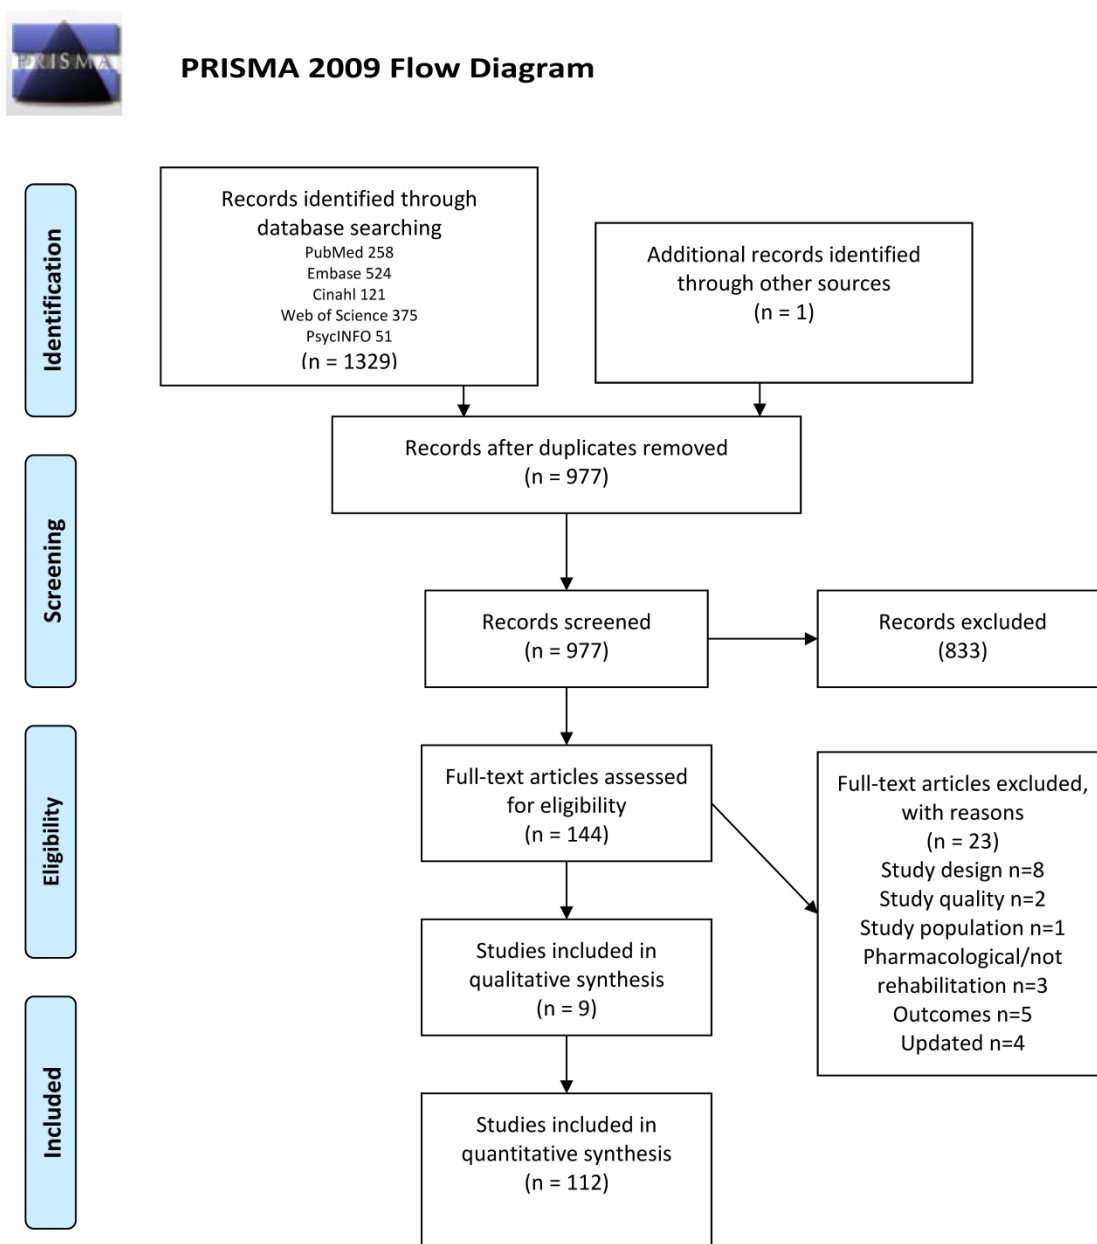 PRISMA
PRISMA 2009 Flow Diagram
Identification
Records identified through
database searching
PubMed 258
Embase 524
Cinahl 121
Web of Science 375
PsycINFO 51
(n = 1329)
Additional records identified
through other sources
(n = 1)
Records after duplicates removed
(n = 977)
Screening
Records screened
(n = 977)
Records excluded
(833)
Eligibility
Full-text articles assessed
for eligibility
(n = 144)
Full-text articles excluded,
with reasons
(n = 23)
Study design n=8
Study quality n=2
Study population n=1
Pharmacological/not
rehabilitation n=3
Outcomes n=5
Updated n=4
Studies included in
qualitative synthesis
(n = 9)
Included
Studies included in
quantitative synthesis
(n = 112)